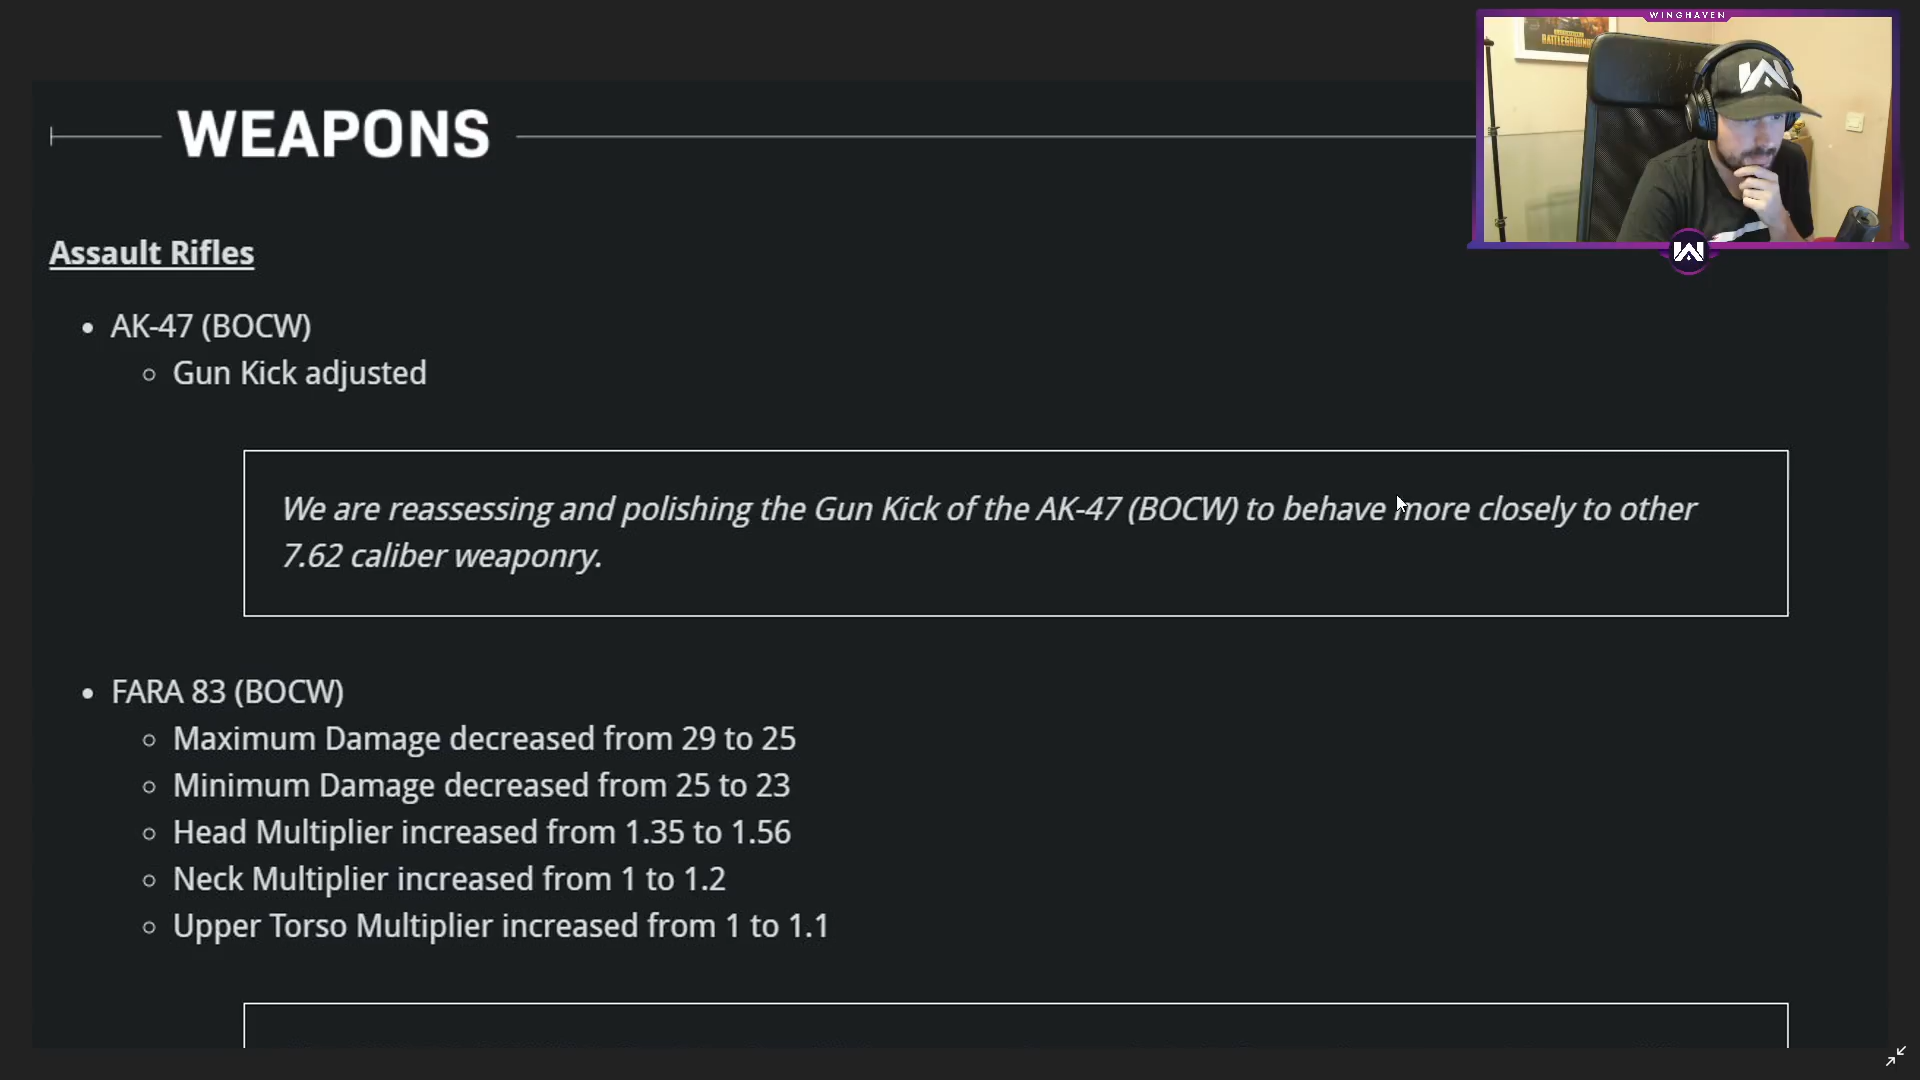 WINGHAVEN
WEAPONS
Assault Rifles
AK-47 (BOCW)
Gun Kick adjusted
We are reassessing and polishing the Gun Kick of the AK-47 (BOCW) to behave more closely to other
7.62 caliber weaponry.
FARA 83 (BOCW)
Maximum Damage decreased from 29 to 25
Minimum Damage decreased from 25 to 23
Head Multiplier increased from 1.35 to 1.56
Neck Multiplier increased from 1 to 1.2
Upper Torso Multiplier increased from 1 to 1.1